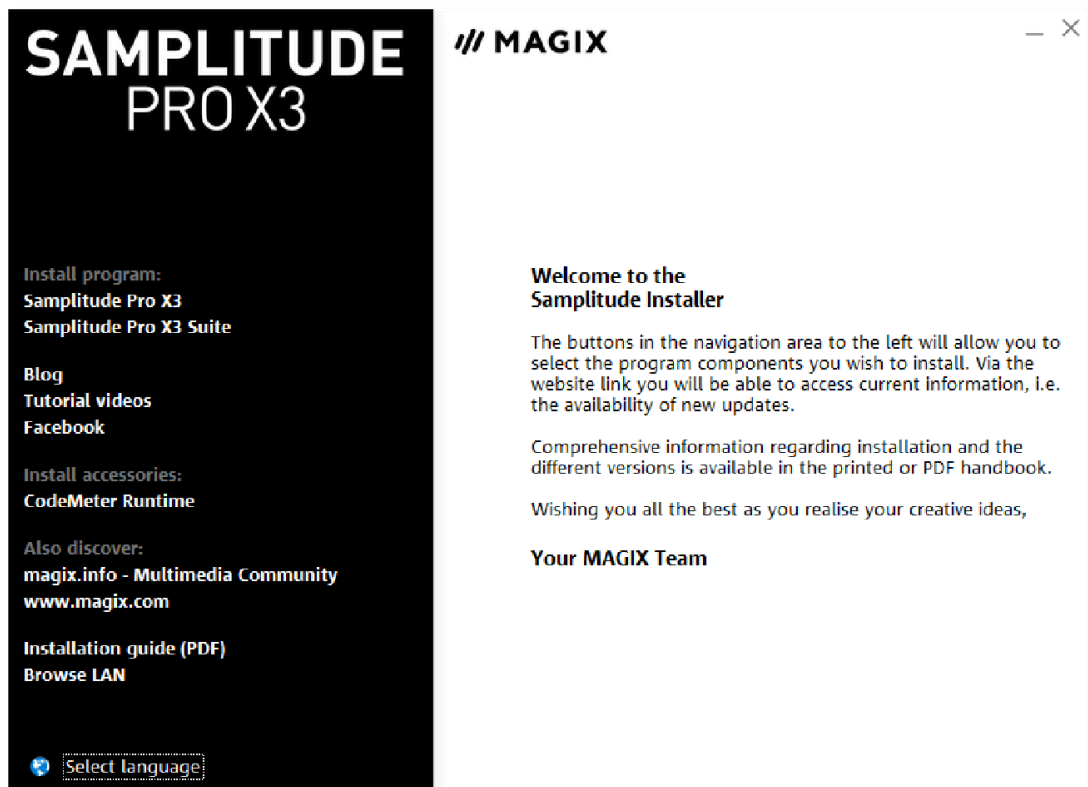 SAMPLITUDE
PRO X3
Install program:
Samplitude Pro X3
Samplitude Pro X3 Suite
Blog
Tutorial videos
Facebook
Install accessories:
CodeMeter Runtime
Also discover:
magix.info - Multimedia Community
www.magix.com
Installation guide (PDF)
Browse LAN
Select language
MAGIX
Welcome to the
Samplitude Installer
The buttons in the navigation area to the left will allow you to
select the program components you wish to install. Via the
website link you will be able to access current information, i.e.
the availability of new updates.
Comprehensive information regarding installation and the
different versions is available in the printed or PDF handbook.
Wishing you all the best as you realise your creative ideas,
Your MAGIX Team